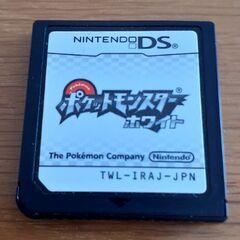 NINTENDO DS
ポケットモンスター
ホワイト
The Pokémon Company Nintendo
TWL-IRAJ-JPN